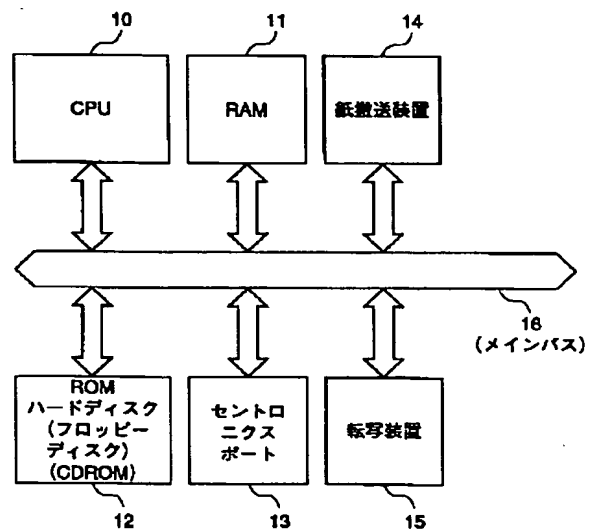 10
11
14
CPU
RAM
紙搬送装置
16
(メインバス)
ROM
ハードディスク
(フロッピー
ディスク)
(CDROM)
セントロ
ニクス
ポート
転写装置
12
13
15